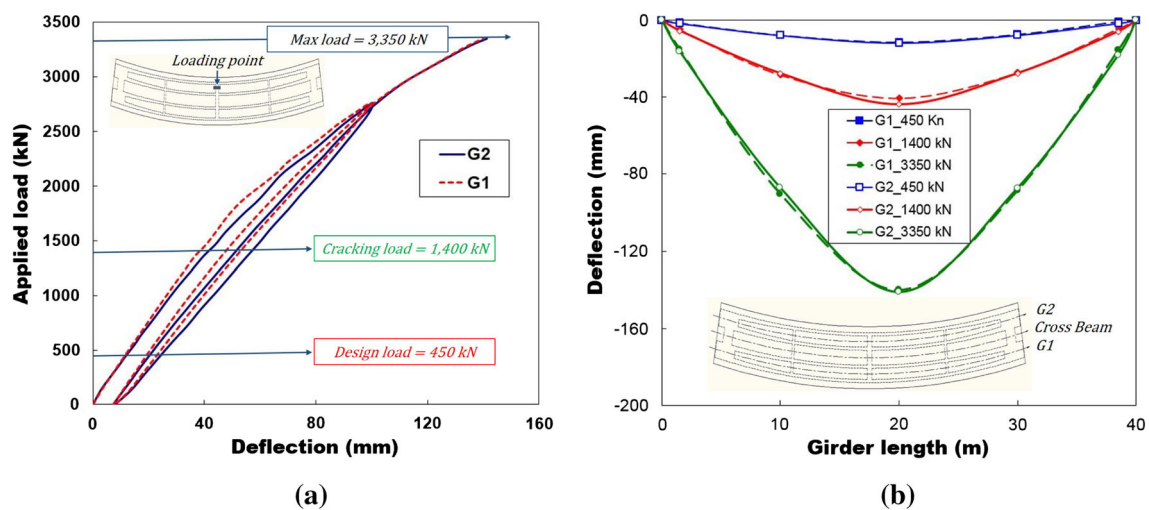 3500
3000
2500
2000
1500
1000
500
0
Applied load (kN)
Max load = 3,350 kN
Loading point
G2
G1
Cracking load = 1,400 kN
Design load = 450 kN
0
40
80
120
160
Deflection (mm)
(a)
0
-40
-80
-120
-160
-200
Deflection (mm)
G1_450 Kn
G1_1400 kN
G1_3350 kN
G2_450 kN
G2_1400 kN
G2_3350 kN
G2
Cross Beam
G1
0
10
20
30
40
Girder length (m)
(b)